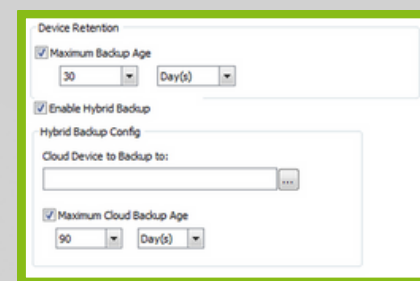 Device Retention
Maximum Backup Age
30 Day(s)
Enable Hybrid Backup
Hybrid Backup Config
Cloud Device to Backup to:
...
Maximum Cloud Backup Age
90 Day(s)